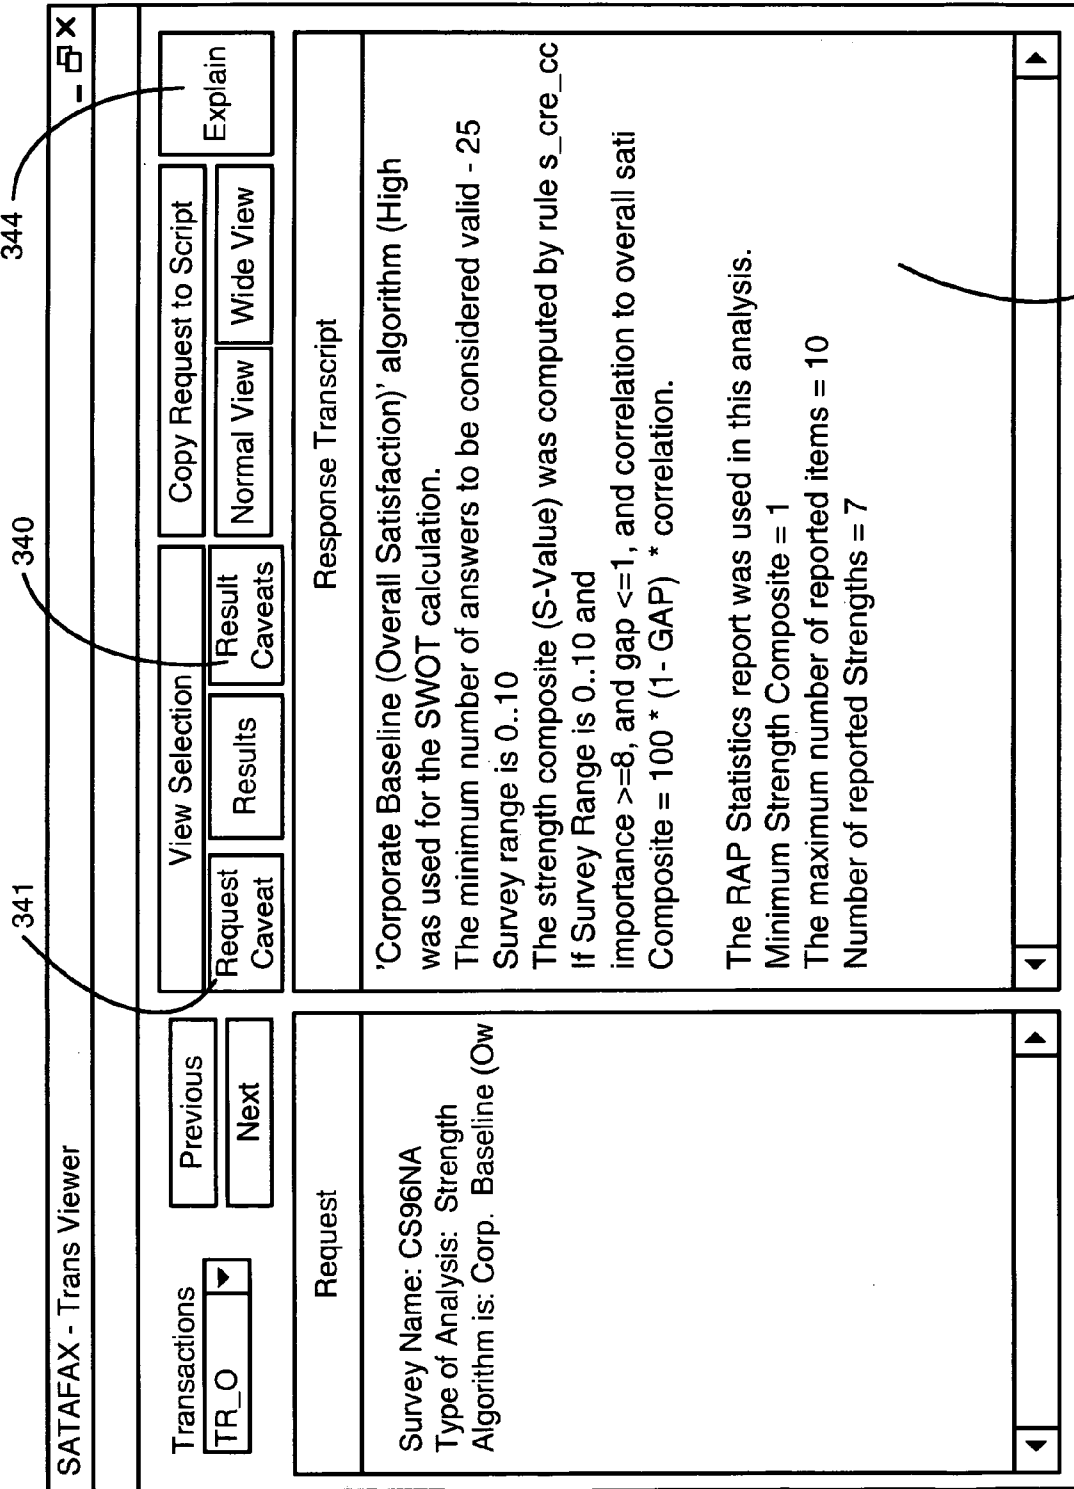 344
340
341
SATAFAX - Trans Viewer
Transactions
TR_O
Previous
Next
View Selection
Request
Caveat
Results
Result
Caveats
Copy Request to Script
Normal View
Wide View
Explain
Request
Survey Name: CS96NA
Type of Analysis: Strength
Algorithm is: Corp. Baseline (Ow
Response Transcript
'Corporate Baseline (Overall Satisfaction)' algorithm (High
was used for the SWOT calculation.
The minimum number of answers to be considered valid - 25
Survey range is 0..10
The strength composite (S-Value) was computed by rule s_cre_cc
If Survey Range is 0..10 and
importance >=8, and gap <=1, and correlation to overall sati
Composite = 100 * (1- GAP) * correlation.
The RAP Statistics report was used in this analysis.
Minimum Strength Composite = 1
The maximum number of reported items = 10
Number of reported Strengths = 7